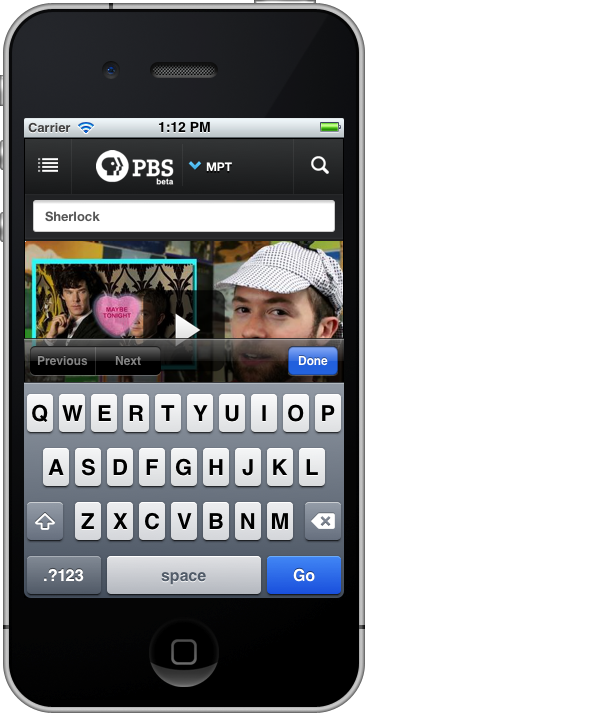 Carrier 1:12 PM
PBS MPT
beta
Sherlock
MAYBE
TONIGHT
Previous Next Done
Q W E R T Y U I O P
A S D F G H J K L
Z X C V B N M
.?123 space Go